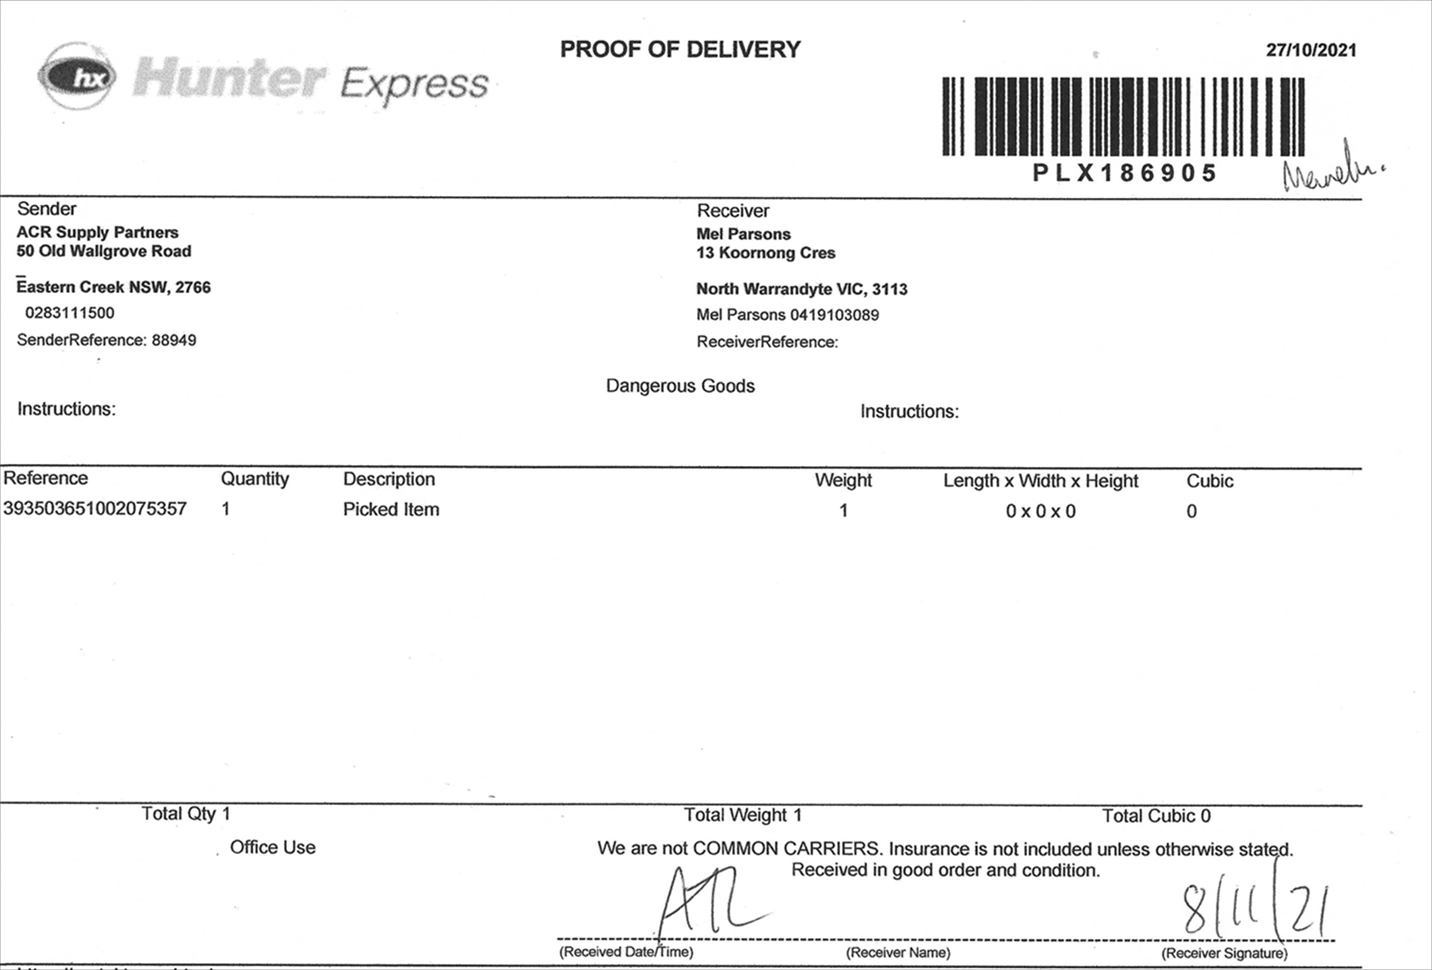 PROOF OF DELIVERY
27/10/2021
hx Hunter Express
PLX186905
Sender
ACR Supply Partners
50 Old Wallgrove Road
Eastern Creek NSW, 2766
0283111500
SenderReference: 88949
Receiver
Mel Parsons
13 Koornong Cres
North Warrandyte VIC, 3113
Mel Parsons 0419103089
ReceiverReference:
Dangerous Goods
Instructions:
Instructions:
Reference Quantity Description Weight Length x Width x Height Cubic
393503651002075357 1 Picked Item 1 0 x 0 x 0 0
Total Qty 1 Total Weight 1 Total Cubic 0
Office Use
We are not COMMON CARRIERS. Insurance is not included unless otherwise stated.
Received in good order and condition.
8/11/21
(Received Date/Time) (Receiver Name) (Receiver Signature)